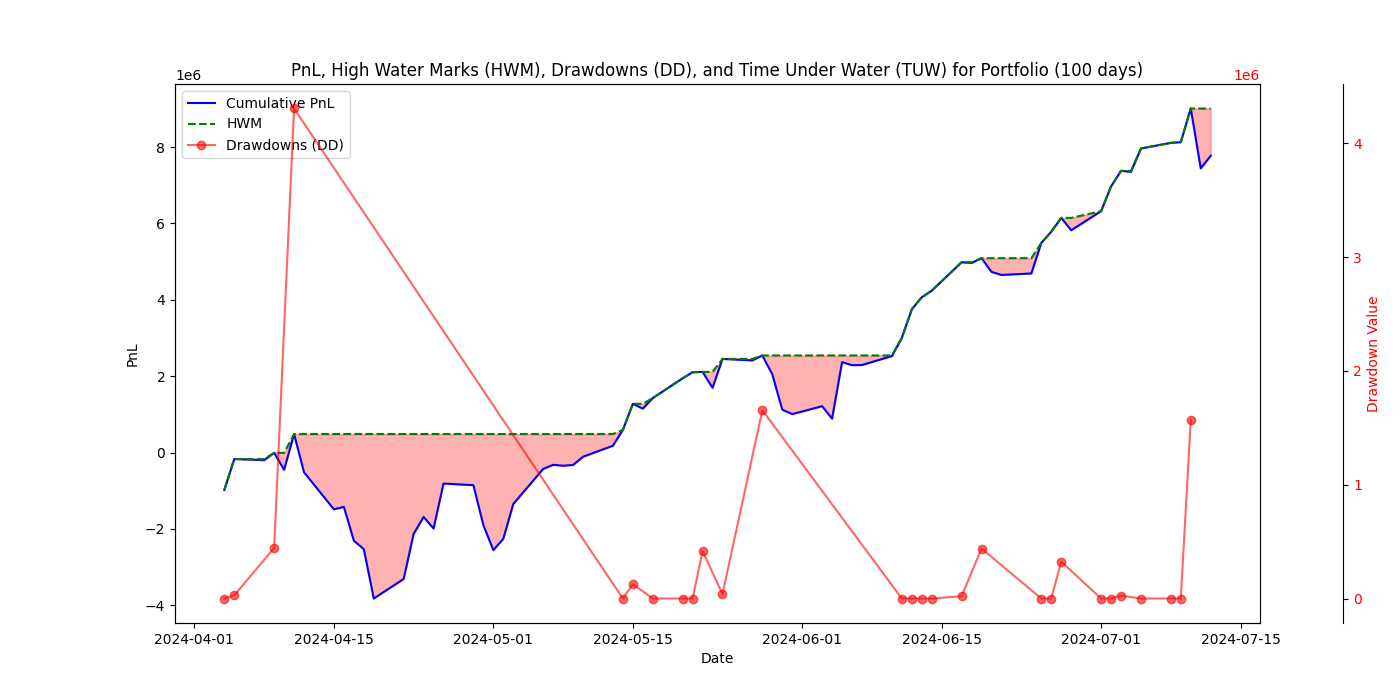 PnL, High Water Marks (HWM), Drawdowns (DD), and Time Under Water (TUW) for Portfolio (100 days)
1e6
1e6
Cumulative PnL
HWM
Drawdowns (DD)
8
6
4
2
0
−2
−4
PnL
4
3
2
1
0
Drawdown Value
2024-04-01
2024-04-15
2024-05-01
2024-05-15
2024-06-01
2024-06-15
2024-07-01
2024-07-15
Date